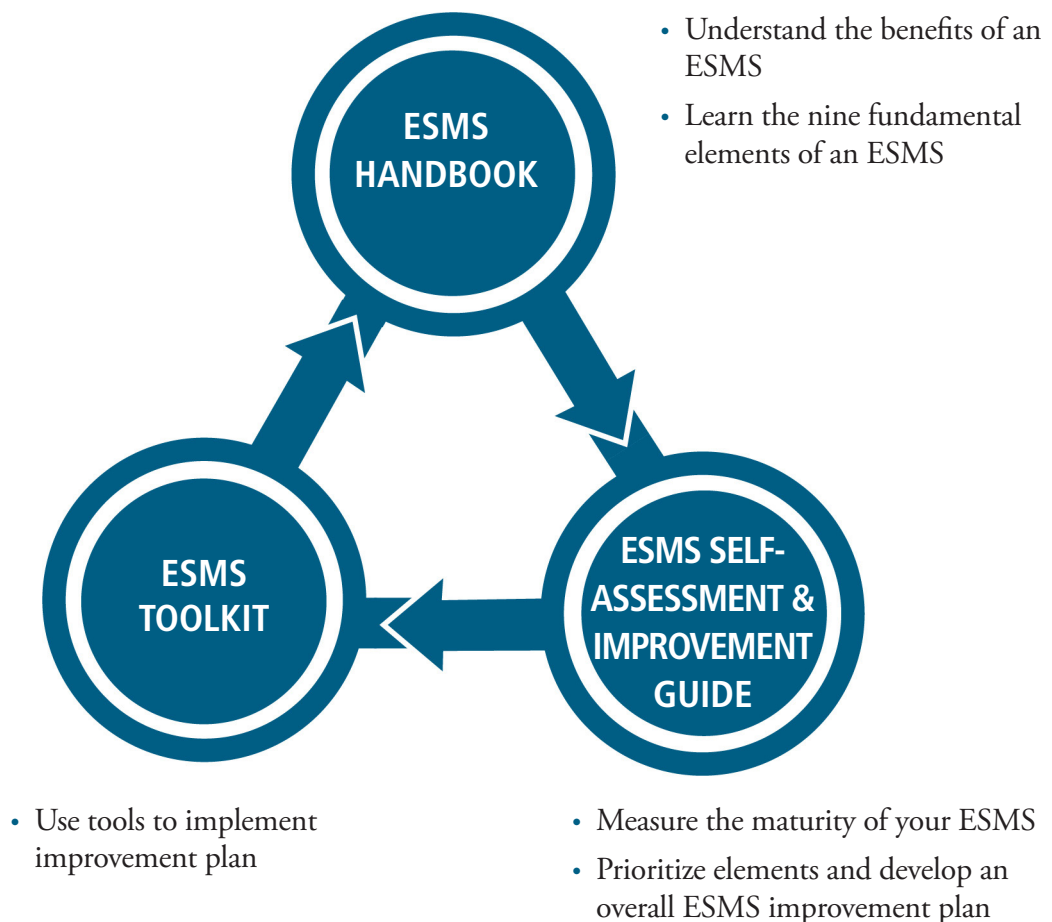 • Understand the benefits of an
ESMS
• Learn the nine fundamental
elements of an ESMS
ESMS
HANDBOOK
ESMS SELF-
ASSESSMENT &
IMPROVEMENT
GUIDE
ESMS
TOOLKIT
• Use tools to implement
improvement plan
• Measure the maturity of your ESMS
• Prioritize elements and develop an
overall ESMS improvement plan